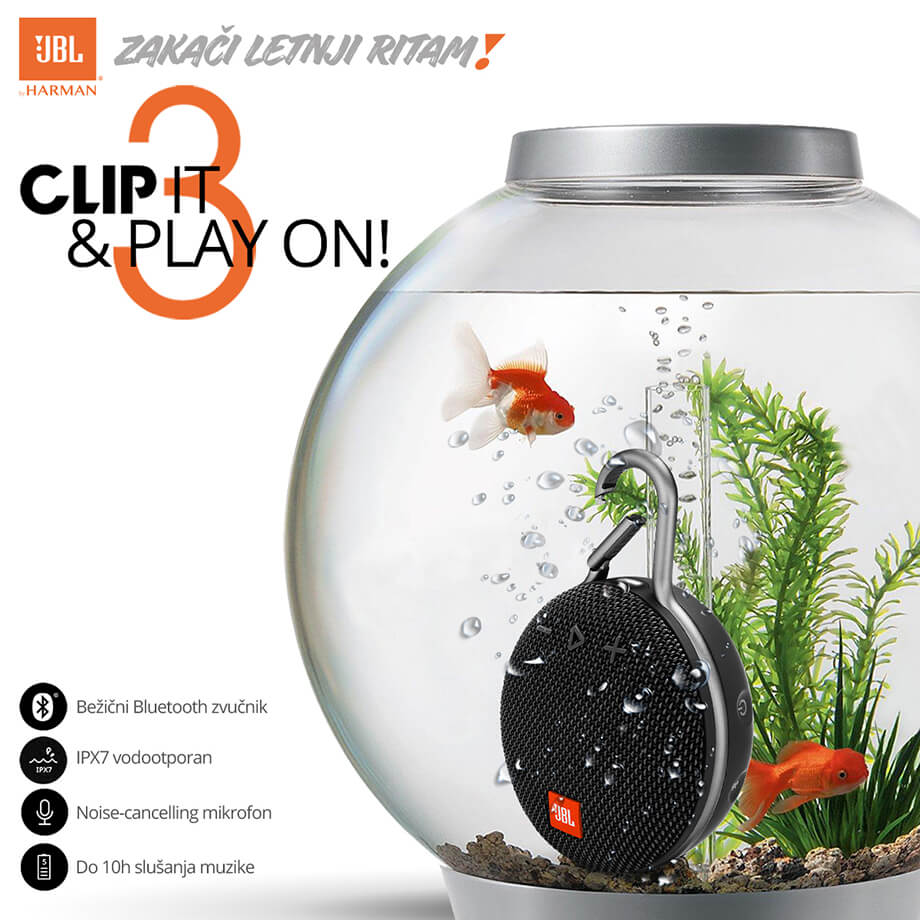 JBL
by HARMAN®
ZAKAČI LETNJI RITAM!
3
CLIP IT
& PLAY ON!
Bežični Bluetooth zvučnik
IPX7
IPX7 vodootporan
Noise-cancelling mikrofon
5
Do 10h slušanja muzike
JBL